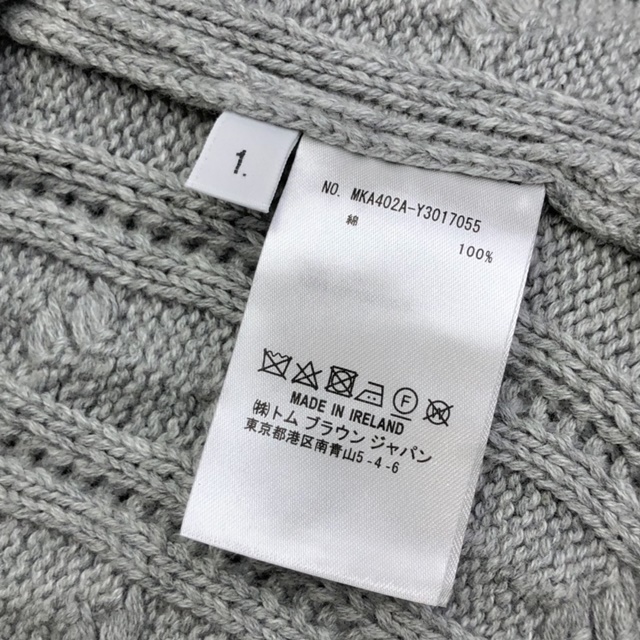 1.
NO. MKA402A-Y3017055
綿
100%
F
MADE IN IRELAND
㈱トム ブラウン ジャパン
東京都港区南青山5-4-6